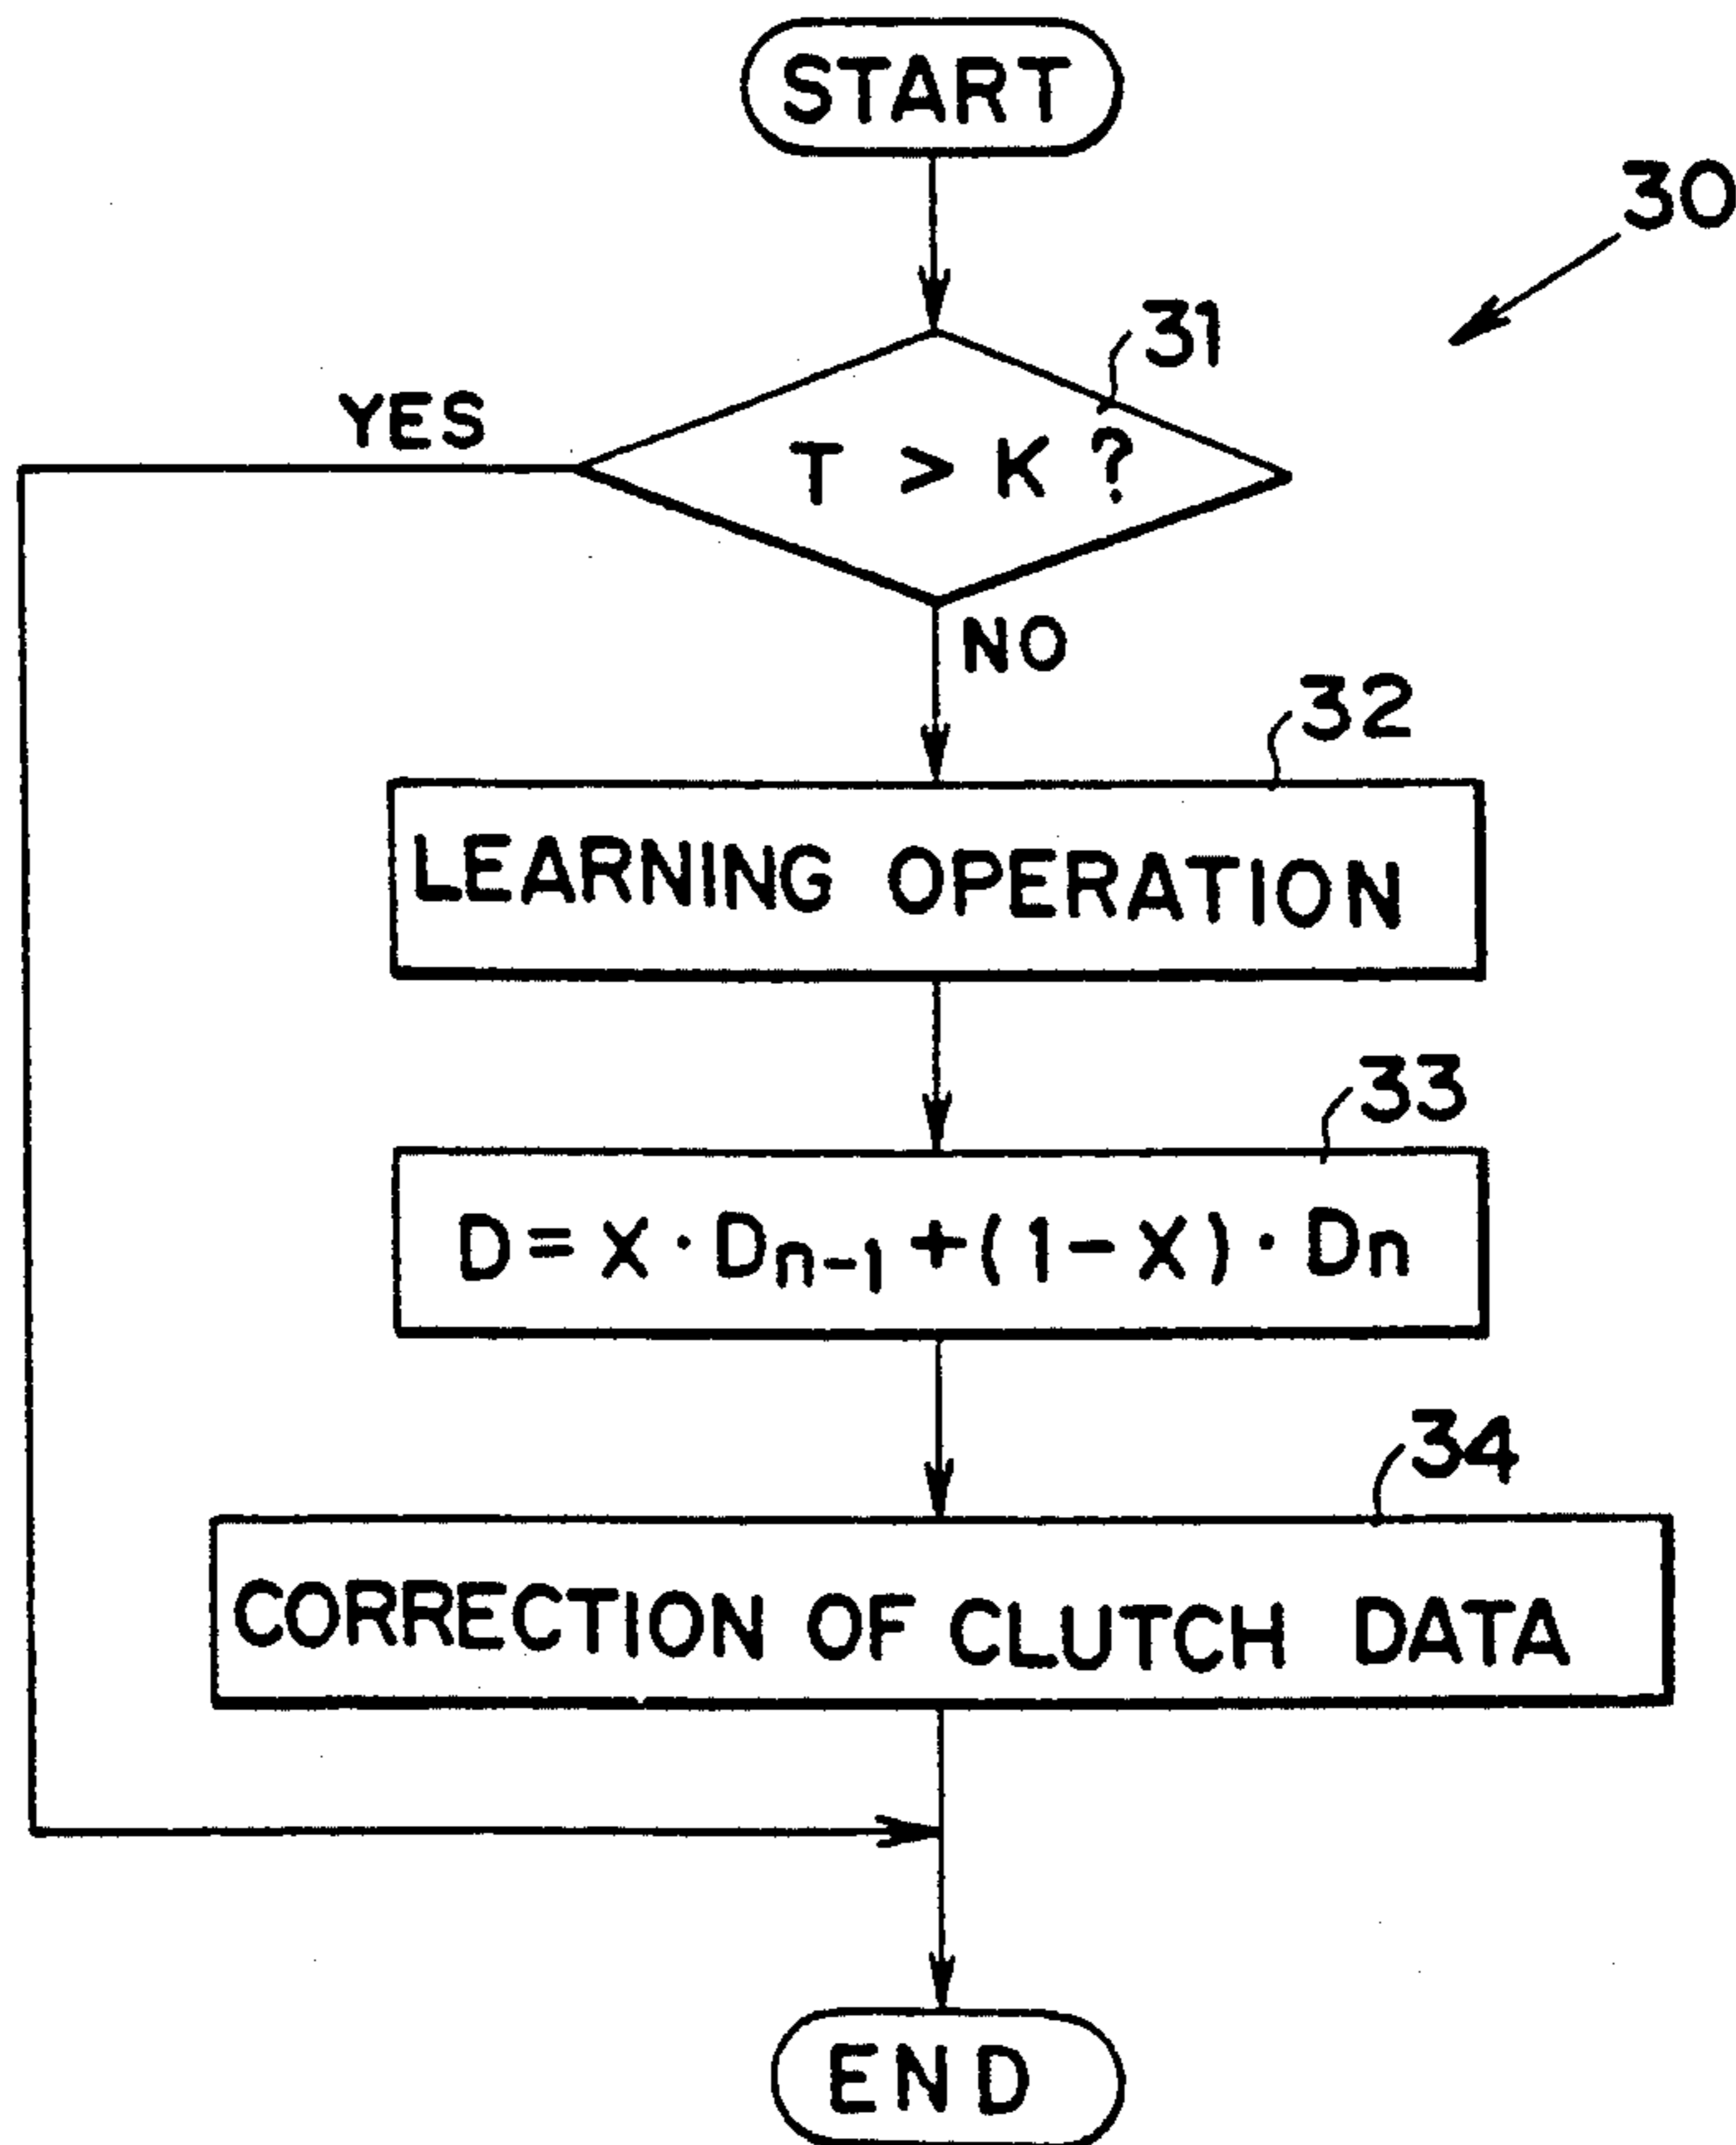 START
30
31
YES
T > K ?
NO
32
LEARNING OPERATION
33
D = X · Dn-1 + (1 - X) · Dn
34
CORRECTION OF CLUTCH DATA
END